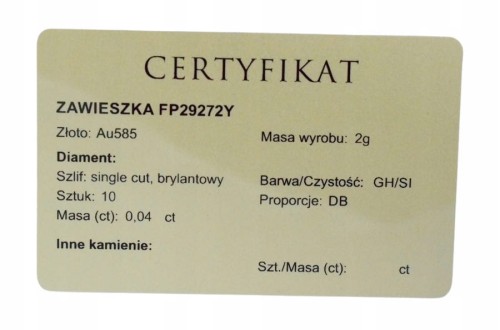 CERTYFIKAT
ZAWIESZKA FP29272Y
Złoto: Au585
Masa wyrobu: 2g
Diament:
Szlif: single cut, brylantowy
Barwa/Czystość: GH/SI
Sztuk: 10
Proporcje: DB
Masa (ct): 0,04 ct
Inne kamienie:
Szt./Masa (ct): ct